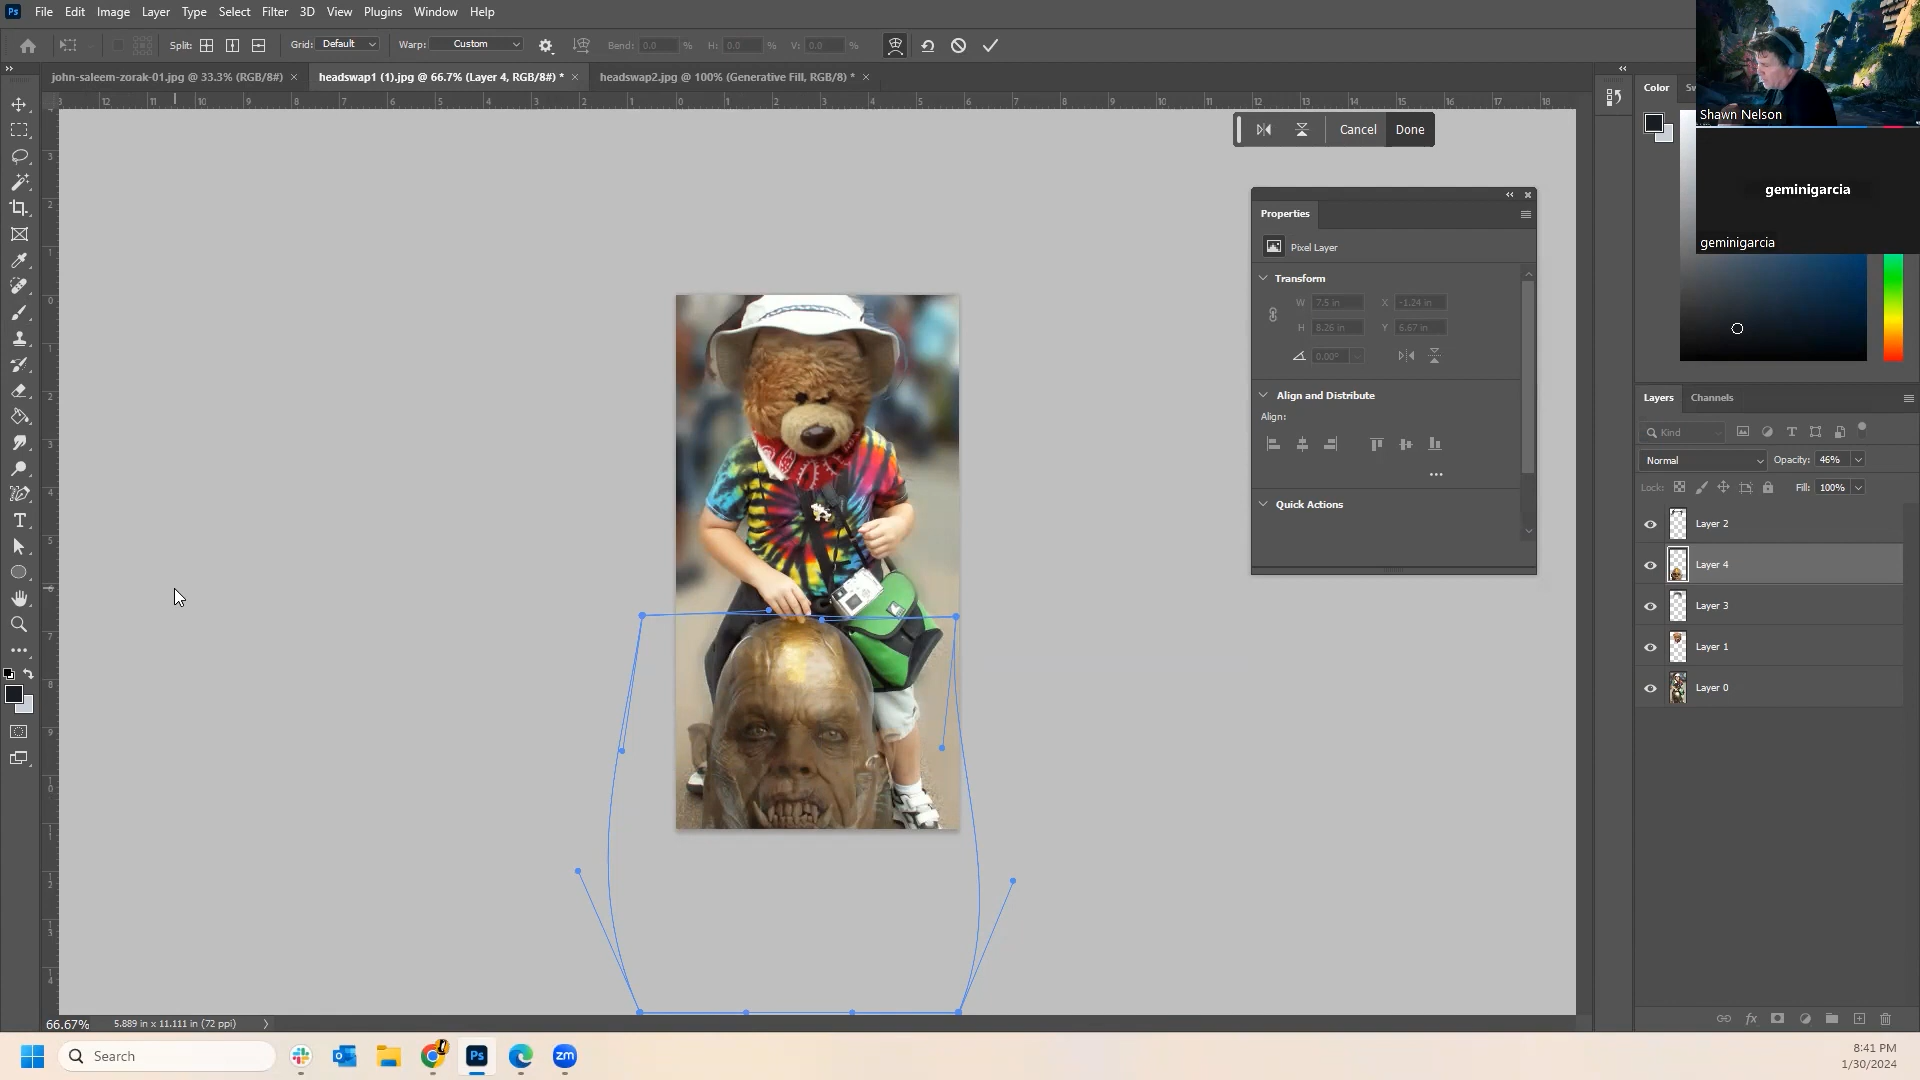 Ps File Edit Image Layer Type Select Filter 3D View Plugins Window Help
Split: Grid: Default Warp: Custom Bend: 0.0 % H: 0.0 % V: 0.0 %
john-saleem-zorak-01.jpg @ 33.3% (RGB/8#) × headswap1 (1).jpg @ 66.7% (Layer 4, RGB/8#) * × headswap2.jpg @ 100% (Generative Fill, RGB/8) * ×
Cancel Done
Properties
Pixel Layer
Transform
W 7.5 in X -1.24 in
H 8.26 in Y 6.67 in
0.00°
Align and Distribute
Align:
Quick Actions
Color
Shawn Nelson
geminigarcia
geminigarcia
Layers Channels
Kind
Normal Opacity: 46%
Lock: Fill: 100%
Layer 2
Layer 4
Layer 3
Layer 1
Layer 0
66.67% 5.889 in x 11.111 in (72 ppi)
Search
Ps
zm
8:41 PM
1/30/2024